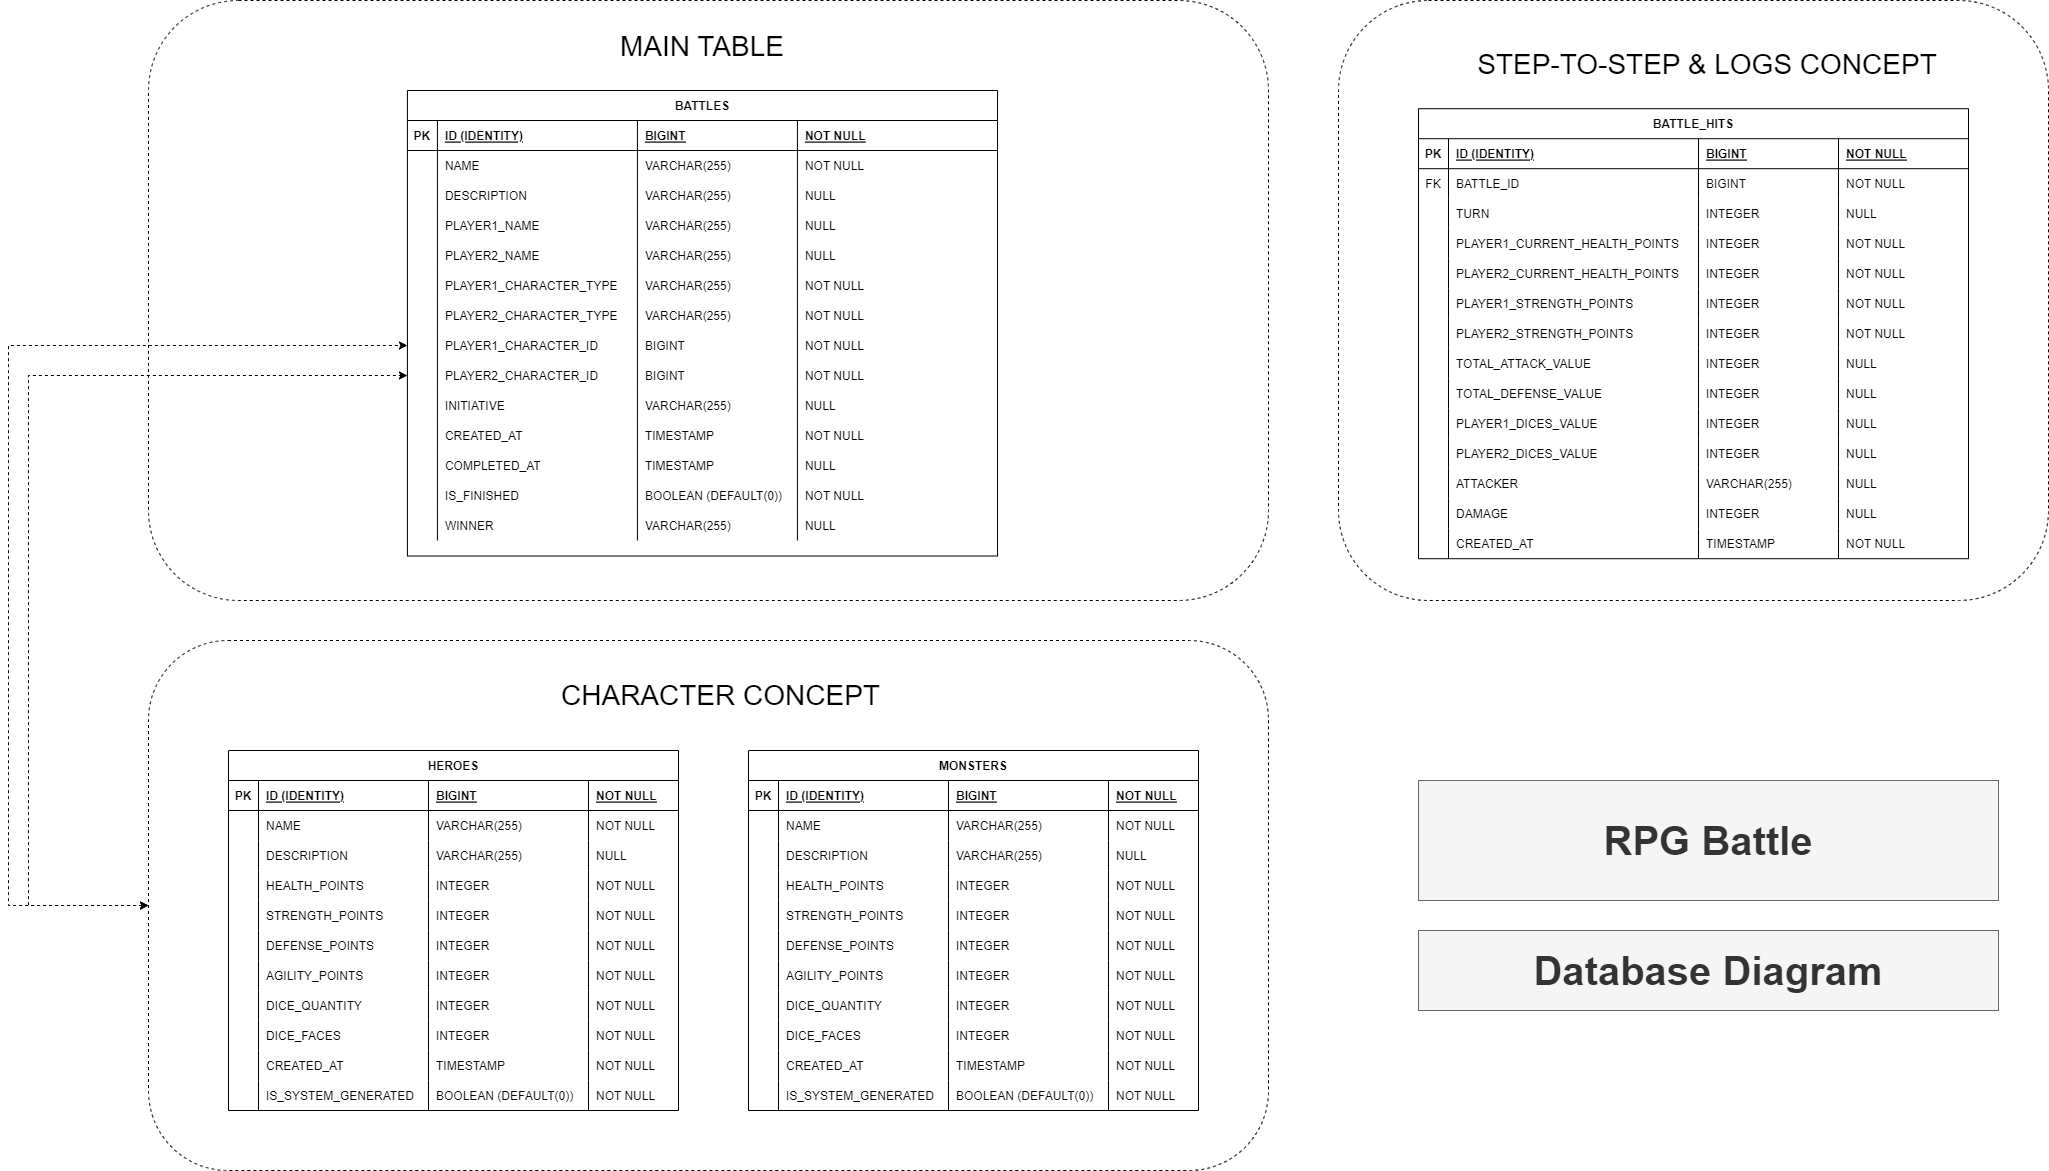 MAIN TABLE
BATTLES
PK ID (IDENTITY) BIGINT NOT NULL
NAME VARCHAR(255) NOT NULL
DESCRIPTION VARCHAR(255) NULL
PLAYER1_NAME VARCHAR(255) NULL
PLAYER2_NAME VARCHAR(255) NULL
PLAYER1_CHARACTER_TYPE VARCHAR(255) NOT NULL
PLAYER2_CHARACTER_TYPE VARCHAR(255) NOT NULL
PLAYER1_CHARACTER_ID BIGINT NOT NULL
PLAYER2_CHARACTER_ID BIGINT NOT NULL
INITIATIVE VARCHAR(255) NULL
CREATED_AT TIMESTAMP NOT NULL
COMPLETED_AT TIMESTAMP NULL
IS_FINISHED BOOLEAN (DEFAULT(0)) NOT NULL
WINNER VARCHAR(255) NULL
STEP-TO-STEP & LOGS CONCEPT
BATTLE_HITS
PK ID (IDENTITY) BIGINT NOT NULL
FK BATTLE_ID BIGINT NOT NULL
TURN INTEGER NULL
PLAYER1_CURRENT_HEALTH_POINTS INTEGER NOT NULL
PLAYER2_CURRENT_HEALTH_POINTS INTEGER NOT NULL
PLAYER1_STRENGTH_POINTS INTEGER NOT NULL
PLAYER2_STRENGTH_POINTS INTEGER NOT NULL
TOTAL_ATTACK_VALUE INTEGER NULL
TOTAL_DEFENSE_VALUE INTEGER NULL
PLAYER1_DICES_VALUE INTEGER NULL
PLAYER2_DICES_VALUE INTEGER NULL
ATTACKER VARCHAR(255) NULL
DAMAGE INTEGER NULL
CREATED_AT TIMESTAMP NOT NULL
CHARACTER CONCEPT
HEROES
PK ID (IDENTITY) BIGINT NOT NULL
NAME VARCHAR(255) NOT NULL
DESCRIPTION VARCHAR(255) NULL
HEALTH_POINTS INTEGER NOT NULL
STRENGTH_POINTS INTEGER NOT NULL
DEFENSE_POINTS INTEGER NOT NULL
AGILITY_POINTS INTEGER NOT NULL
DICE_QUANTITY INTEGER NOT NULL
DICE_FACES INTEGER NOT NULL
CREATED_AT TIMESTAMP NOT NULL
IS_SYSTEM_GENERATED BOOLEAN (DEFAULT(0)) NOT NULL
MONSTERS
PK ID (IDENTITY) BIGINT NOT NULL
NAME VARCHAR(255) NOT NULL
DESCRIPTION VARCHAR(255) NULL
HEALTH_POINTS INTEGER NOT NULL
STRENGTH_POINTS INTEGER NOT NULL
DEFENSE_POINTS INTEGER NOT NULL
AGILITY_POINTS INTEGER NOT NULL
DICE_QUANTITY INTEGER NOT NULL
DICE_FACES INTEGER NOT NULL
CREATED_AT TIMESTAMP NOT NULL
IS_SYSTEM_GENERATED BOOLEAN (DEFAULT(0)) NOT NULL
RPG Battle
Database Diagram